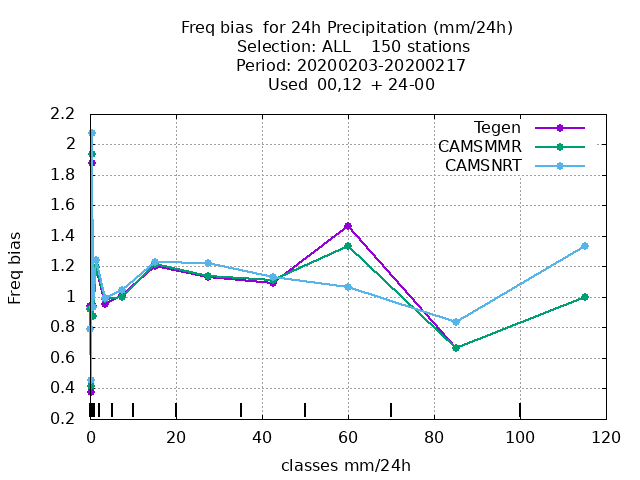 Freq bias  for 24h Precipitation (mm/24h)
Selection: ALL    150 stations
Period: 20200203-20200217
Used  00,12  + 24-00
Tegen
CAMSMMR
CAMSNRT
Freq bias
2.2
2
1.8
1.6
1.4
1.2
1
0.8
0.6
0.4
0.2
0 20 40 60 80 100 120
classes mm/24h